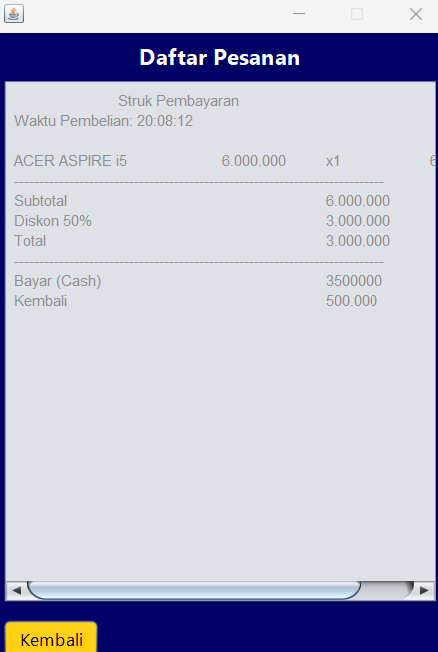 Daftar Pesanan
Struk Pembayaran
Waktu Pembelian: 20:08:12
ACER ASPIRE i5 6.000.000 x1 6
--------------------------------------------------------------------------
Subtotal 6.000.000
Diskon 50% 3.000.000
Total 3.000.000
--------------------------------------------------------------------------
Bayar (Cash) 3500000
Kembali 500.000
Kembali